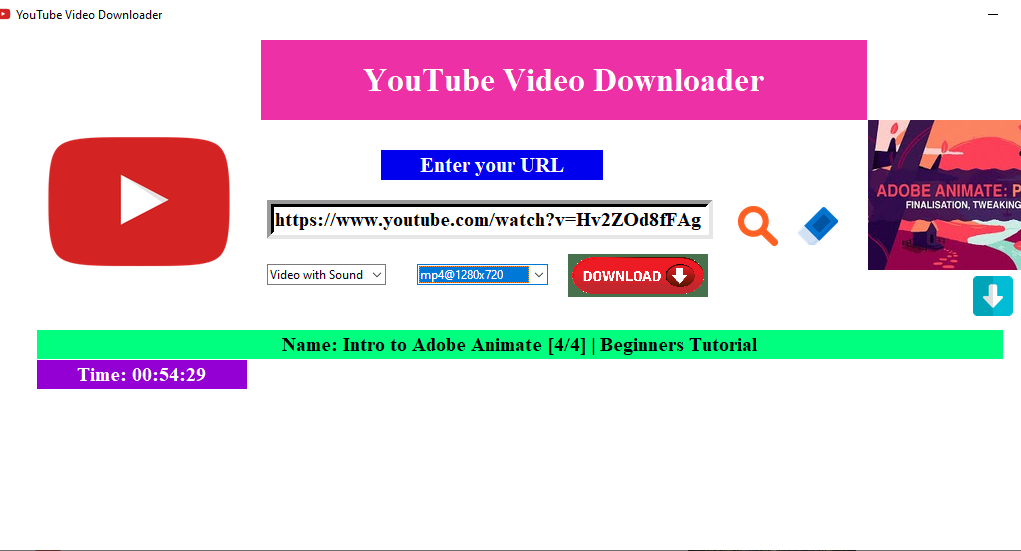 YouTube Video Downloader
YouTube Video Downloader
Enter your URL
https://www.youtube.com/watch?v=Hv2ZOd8fFAg
ADOBE ANIMATE: P
FINALISATION, TWEAKING
Video with Sound
mp4@1280x720
DOWNLOAD
Name: Intro to Adobe Animate [4/4] | Beginners Tutorial
Time: 00:54:29